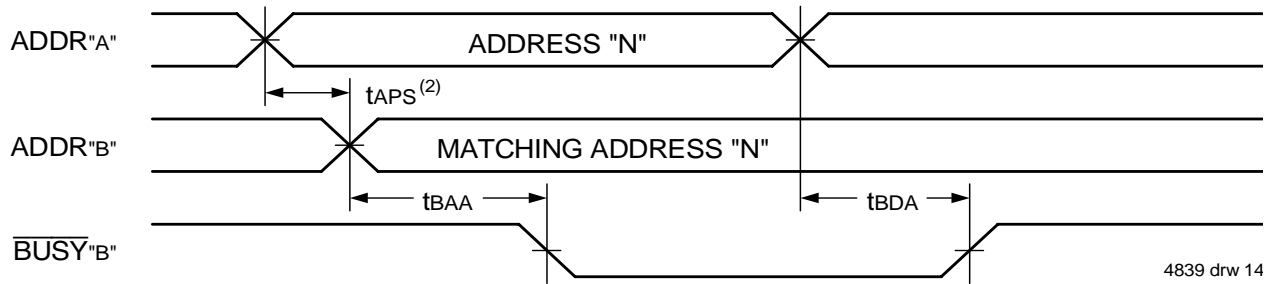 ADDR"A"
ADDRESS "N"
tAPS(2)
ADDR"B"
MATCHING ADDRESS "N"
tBAA
tBDA
BUSY"B"
4839 drw 14